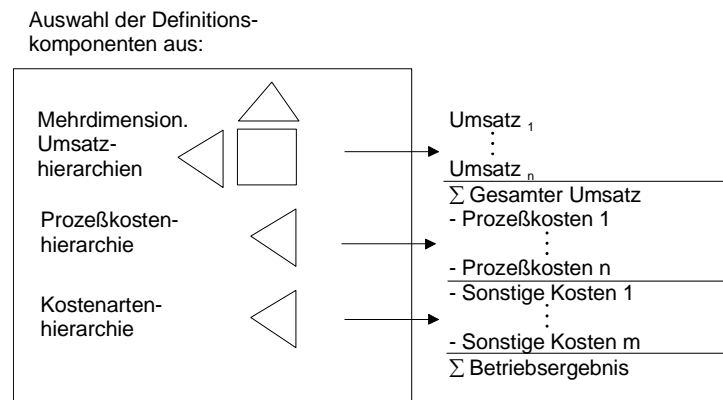 Auswahl der Definitions-
komponenten aus:
Mehrdimension.
Umsatz-
hierarchien
Prozeßkosten-
hierarchie
Kostenarten-
hierarchie
Umsatz 1
Umsatz n
∑ Gesamter Umsatz
- Prozeßkosten 1
- Prozeßkosten n
- Sonstige Kosten 1
- Sonstige Kosten m
∑ Betriebsergebnis